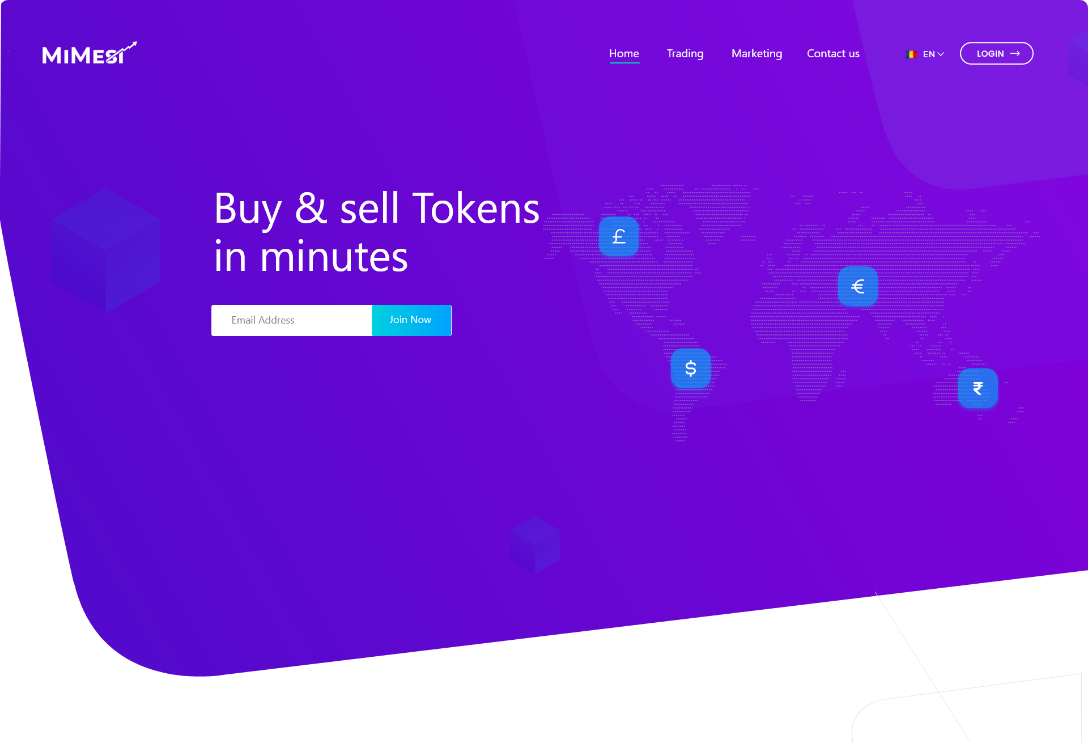 MiMesi
Home Trading Marketing Contact us EN LOGIN
Buy & sell Tokens
in minutes
Email Address Join Now
£
€
$
₹